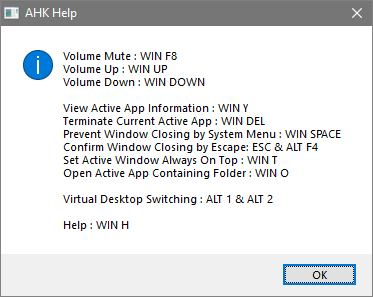 AHK Help
Volume Mute : WIN F8
Volume Up : WIN UP
Volume Down : WIN DOWN
View Active App Information : WIN Y
Terminate Current Active App : WIN DEL
Prevent Window Closing by System Menu : WIN SPACE
Confirm Window Closing by Escape: ESC & ALT F4
Set Active Window Always On Top : WIN T
Open Active App Containing Folder : WIN O
Virtual Desktop Switching : ALT 1 & ALT 2
Help : WIN H
OK